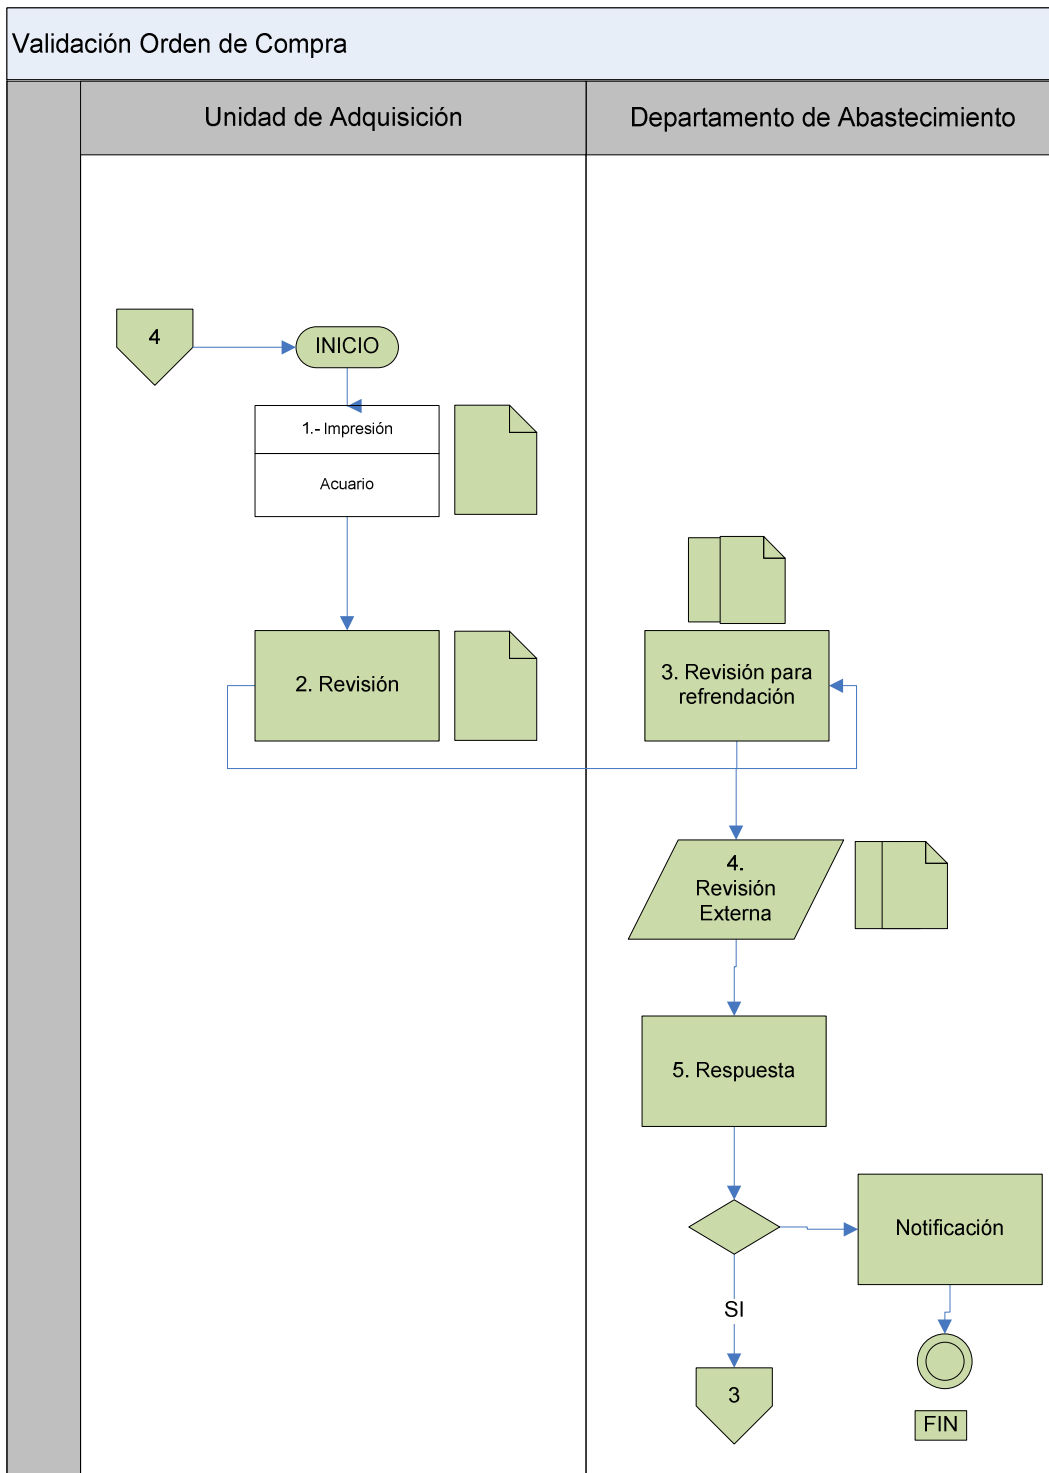 Validación Orden de Compra
Unidad de Adquisición
Departamento de Abastecimiento
4
INICIO
1.- Impresión
Acuario
2. Revisión
3. Revisión para
refrendación
4.
Revisión
Externa
5. Respuesta
Notificación
SI
3
FIN